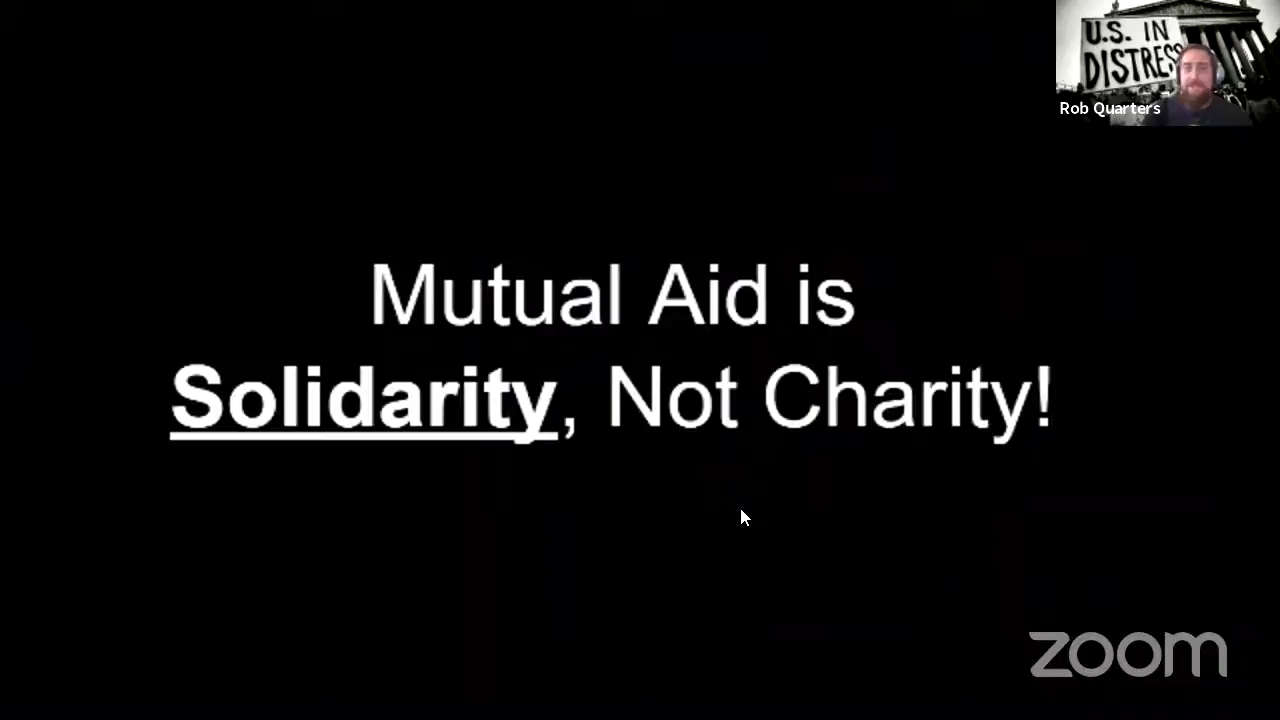 U.S. IN
DISTRESS
Rob Quarters
Mutual Aid is
Solidarity, Not Charity!
zoom